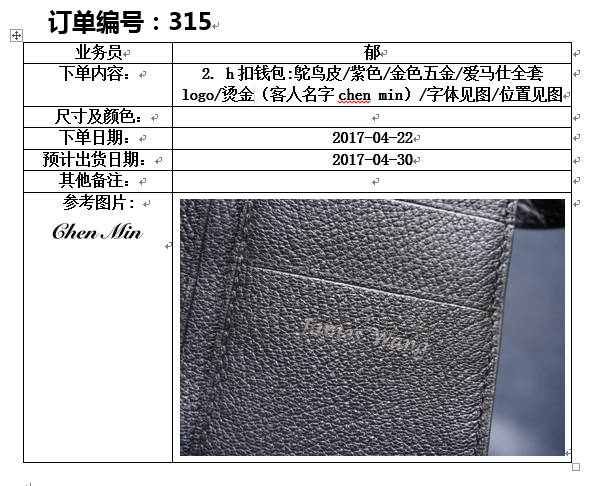 订单编号：315
业务员
郁
下单内容：
2. h扣钱包:鸵鸟皮/紫色/金色五金/爱马仕全套
logo/烫金（客人名字 chen min）/字体见图/位置见图
尺寸及颜色：
下单日期：
2017-04-22
预计出货日期：
2017-04-30
其他备注：
参考图片:
Chen Min
James Wang